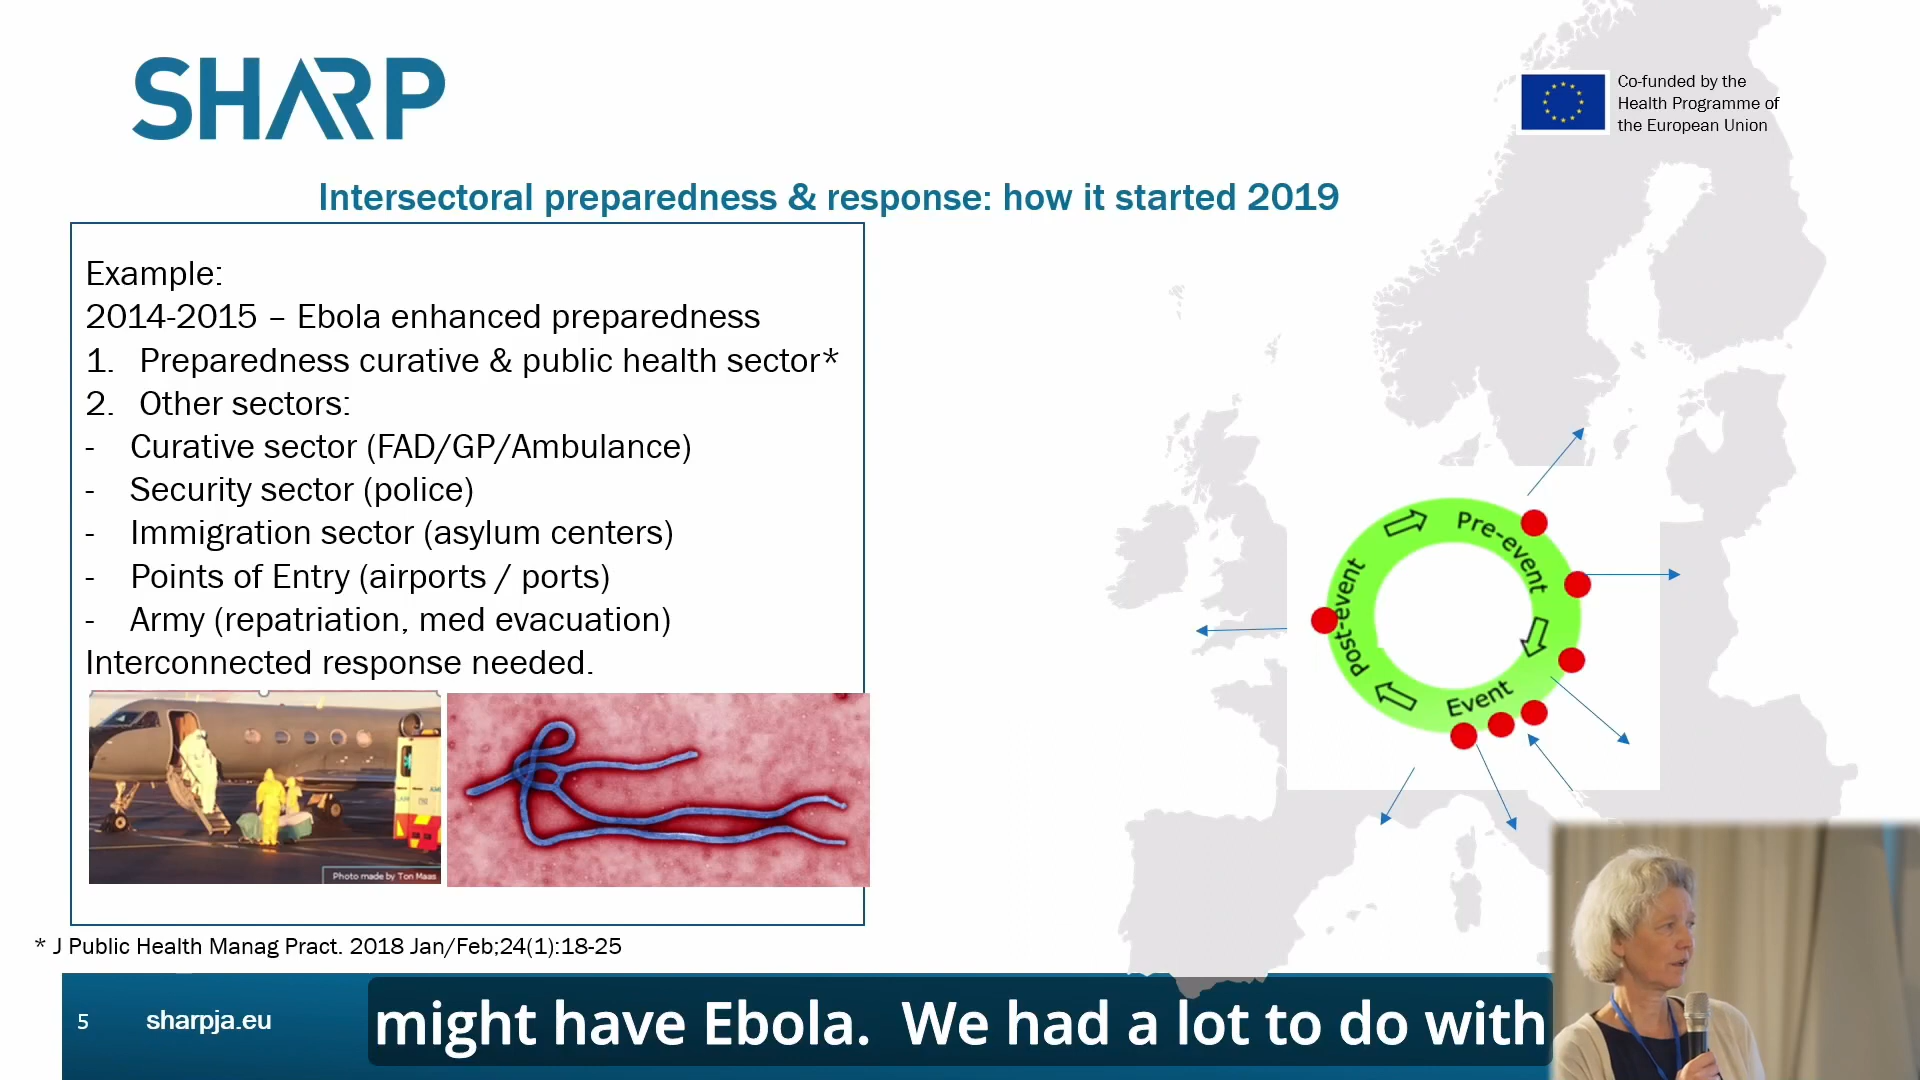 SHARP
Co-funded by the
Health Programme of
the European Union
Intersectoral preparedness & response: how it started 2019
Example:
2014-2015 – Ebola enhanced preparedness
1. Preparedness curative & public health sector*
2. Other sectors:
- Curative sector (FAD/GP/Ambulance)
- Security sector (police)
- Immigration sector (asylum centers)
- Points of Entry (airports / ports)
- Army (repatriation, med evacuation)
Interconnected response needed.
Photo made by Ton Maas
Pre-event
Event
Post-event
* J Public Health Manag Pract. 2018 Jan/Feb;24(1):18-25
5
sharpja.eu
might have Ebola. We had a lot to do with